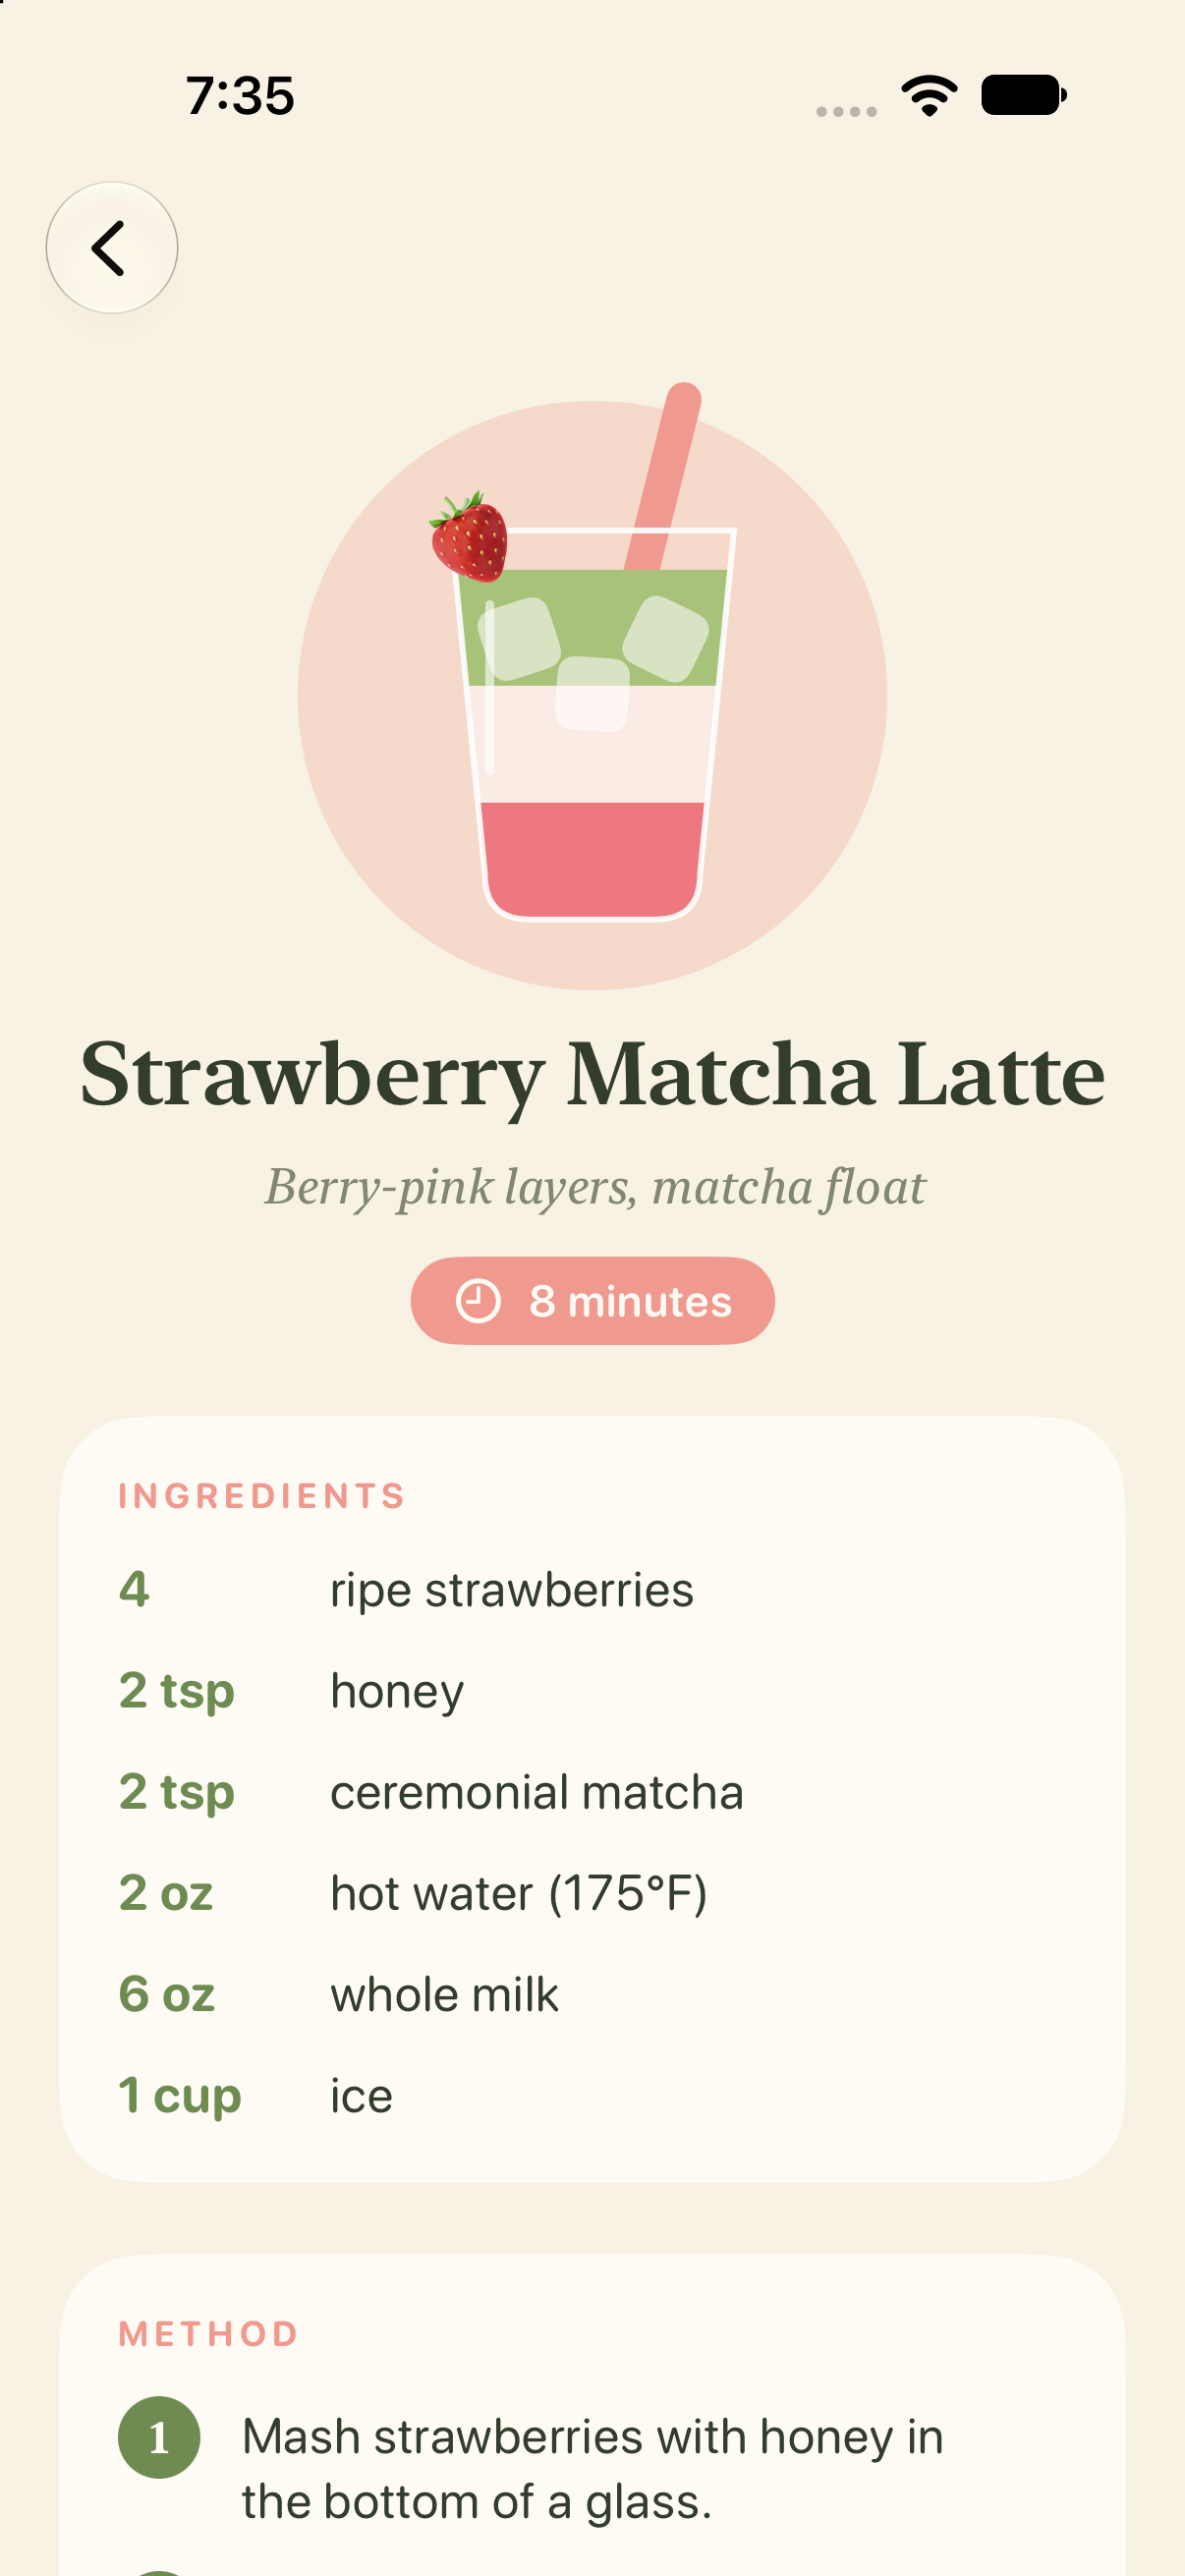 7:35
Strawberry Matcha Latte
Berry-pink layers, matcha float
8 minutes
INGREDIENTS
4 ripe strawberries
2 tsp honey
2 tsp ceremonial matcha
2 oz hot water (175°F)
6 oz whole milk
1 cup ice
METHOD
1 Mash strawberries with honey in
the bottom of a glass.